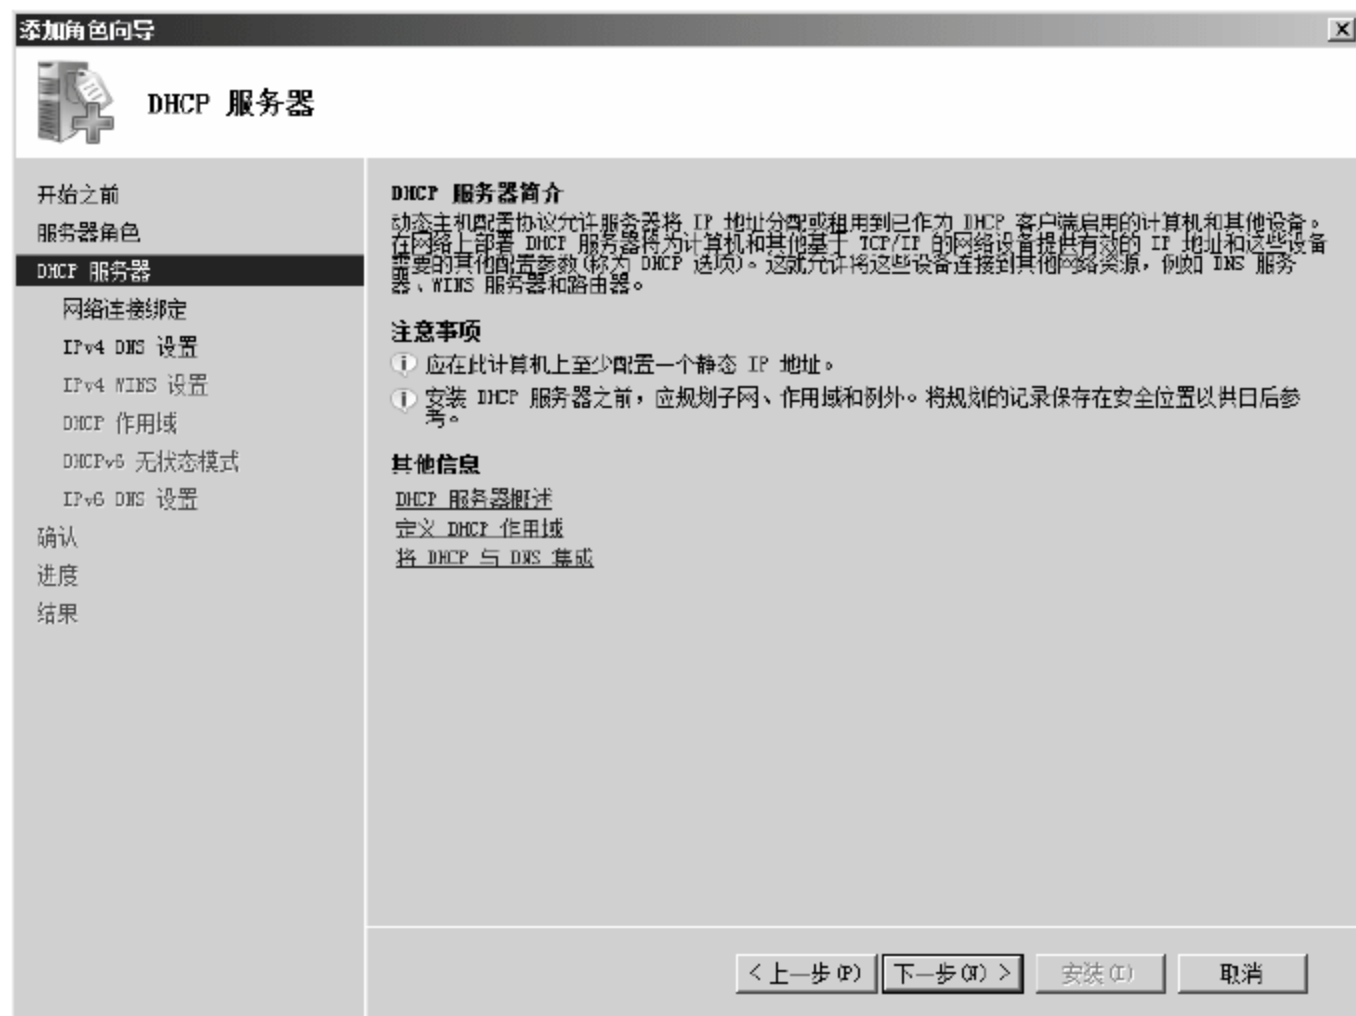 添加角色向导
DHCP 服务器
开始之前
服务器角色
DHCP 服务器
网络连接绑定
IPv4 DNS 设置
IPv4 WINS 设置
DHCP 作用域
DHCPv6 无状态模式
IPv6 DNS 设置
确认
进度
结果
DHCP 服务器简介
动态主机配置协议允许服务器将 IP 地址分配或租用到已作为 DHCP 客户端启用的计算机和其他设备。
在网络上部署 DHCP 服务器将为计算机和其他基于 TCP/IP 的网络设备提供有效的 IP 地址和这些设备
需要的其他配置参数(称为 DHCP 选项)。这就允许将这些设备连接到其他网络资源，例如 DNS 服务
器、WINS 服务器和路由器。
注意事项
应在此计算机上至少配置一个静态 IP 地址。
安装 DHCP 服务器之前，应规划子网、作用域和例外。将规划的记录保存在安全位置以供日后参
考。
其他信息
DHCP 服务器概述
定义 DHCP 作用域
将 DHCP 与 DNS 集成
< 上一步(P)
下一步(N) >
安装(I)
取消